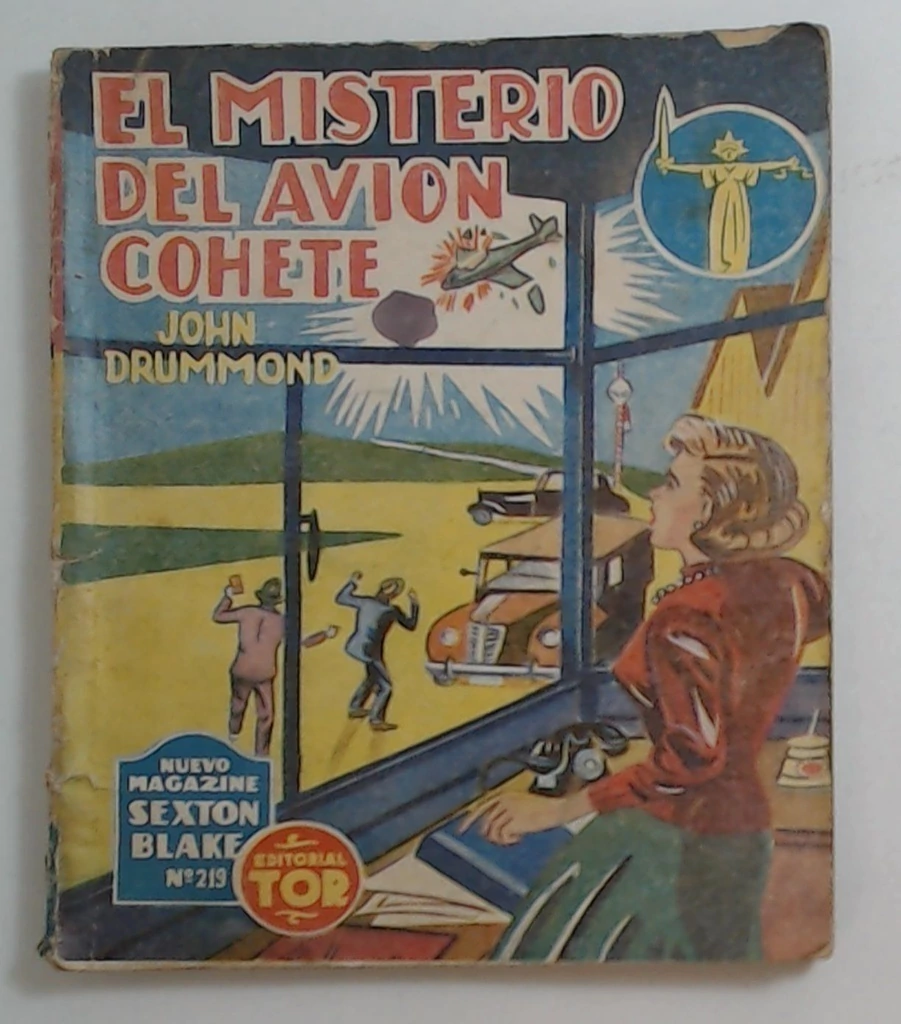 EL MISTERIO
DEL AVION
COHETE
JOHN
DRUMMOND
NUEVO
MAGAZINE
SEXTON
BLAKE
Nº 219
EDITORIAL
TOR